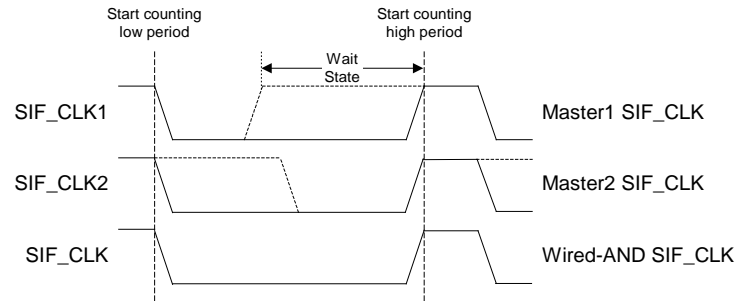 Start counting
low period
Start counting
high period
Wait
State
SIF_CLK1
Master1 SIF_CLK
SIF_CLK2
Master2 SIF_CLK
SIF_CLK
Wired-AND SIF_CLK